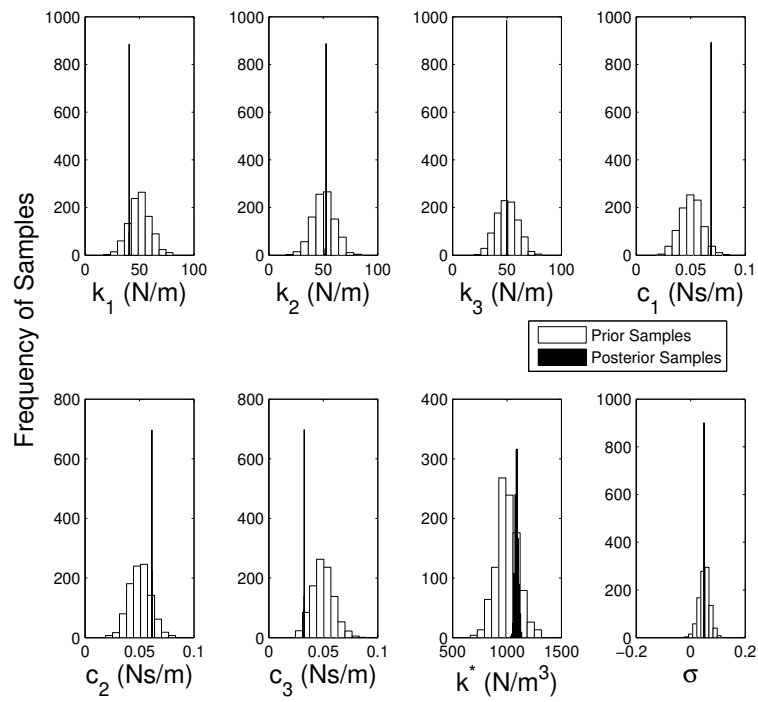 Frequency of Samples
1000 1000 1000 1000
800 800 800 800
600 600 600 600
400 400 400 400
200 200 200 200
0 0 0 0
0 50 100 0 50 100 0 50 100 0 0.05 0.1
k₁ (N/m) k₂ (N/m) k₃ (N/m) c₁ (Ns/m)
Prior Samples
Posterior Samples
800 800 400 1000
800
600 600 300
600
400 400 200
400
200 200 100
200
0 0 0 0
0 0.05 0.1 0 0.05 0.1 500 1000 1500 −0.2 0 0.2
c₂ (Ns/m) c₃ (Ns/m) k* (N/m³) σ